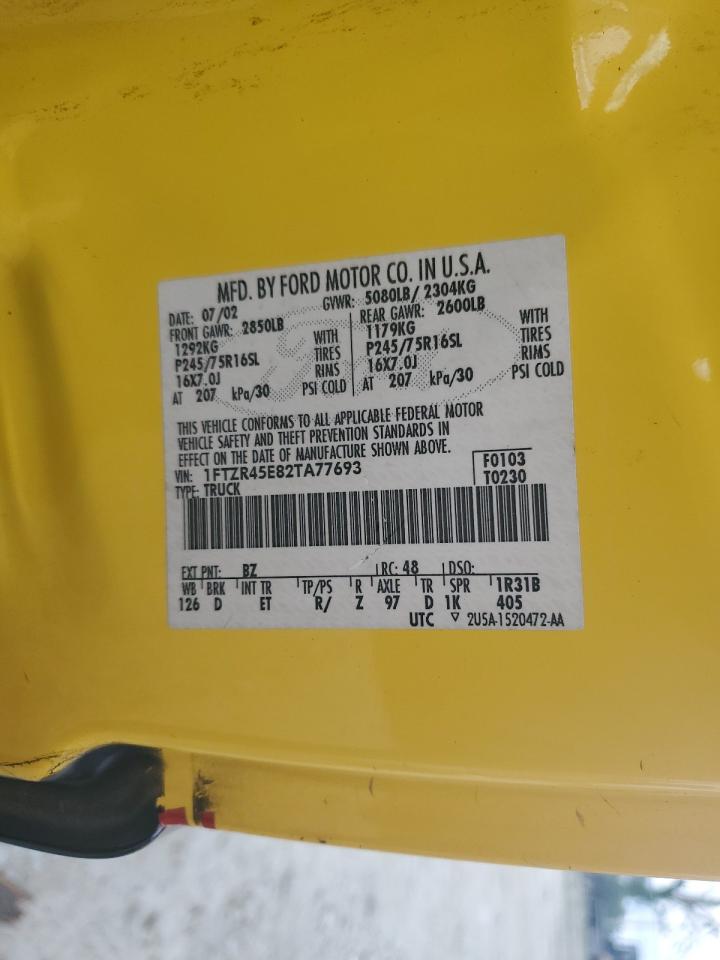 MFD. BY FORD MOTOR CO. IN U.S.A.
DATE: 07/02 GVWR: 5080LB/ 2304KG
FRONT GAWR: 2850LB REAR GAWR: 2600LB
1292KG WITH 1179KG WITH
P245/75R16SL TIRES P245/75R16SL TIRES
16X7.0J RIMS 16X7.0J RIMS
AT 207 kPa/30 PSI COLD AT 207 kPa/30 PSI COLD
THIS VEHICLE CONFORMS TO ALL APPLICABLE FEDERAL MOTOR
VEHICLE SAFETY AND THEFT PREVENTION STANDARDS IN
EFFECT ON THE DATE OF MANUFACTURE SHOWN ABOVE.
VIN: 1FTZR45E82TA77693 F0103
TYPE: TRUCK T0230
EXT PNT: BZ RC: 48 DSO:
WB BRK INT TR TP/PS R AXLE TR SPR 1R31B
126 D ET R/ Z 97 D 1K 405
UTC ▽ 2U5A-1520472-AA